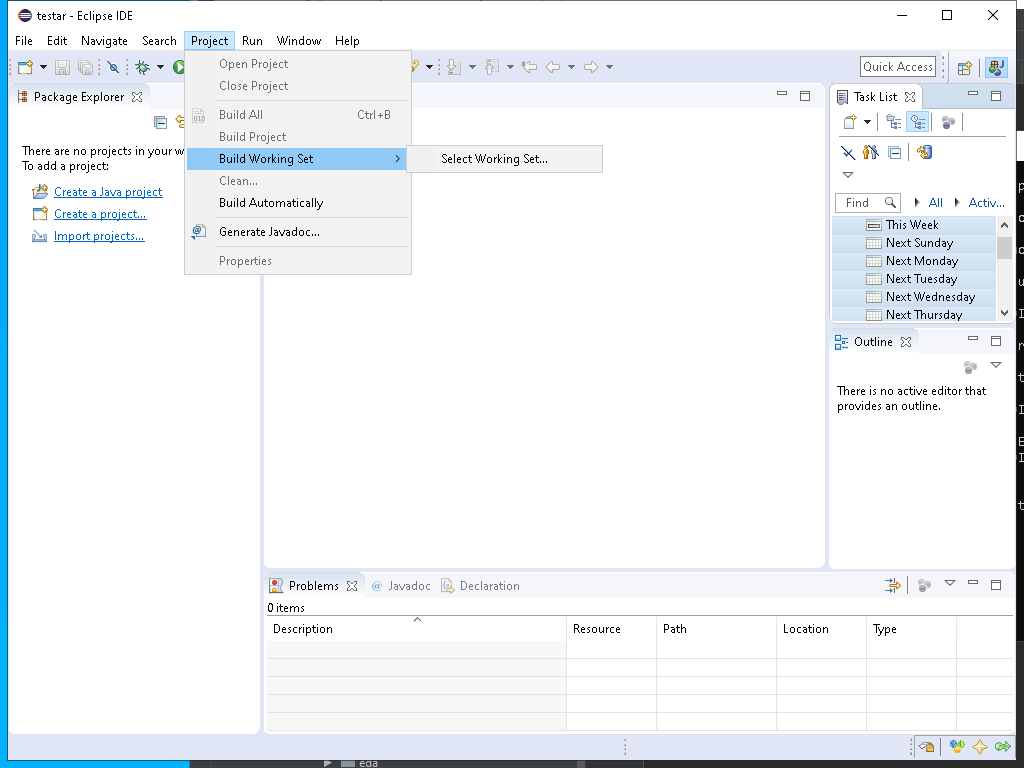 testar - Eclipse IDE
File Edit Navigate Search Project Run Window Help
Quick Access
Package Explorer
There are no projects in your w
To add a project:
Create a Java project
Create a project...
Import projects...
Open Project
Close Project
Build All Ctrl+B
Build Project
Build Working Set
Select Working Set...
Clean...
Build Automatically
Generate Javadoc...
Properties
Task List
Find All Activ...
This Week
Next Sunday
Next Monday
Next Tuesday
Next Wednesday
Next Thursday
Outline
There is no active editor that
provides an outline.
Problems @ Javadoc Declaration
0 items
Description Resource Path Location Type
eda